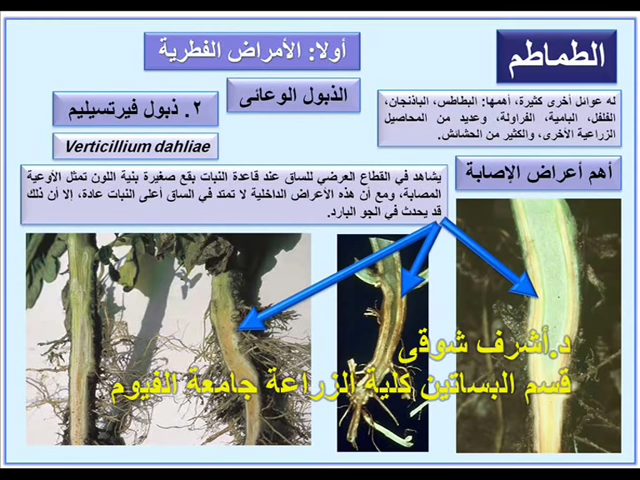 الطماطم
أولا: الأمراض الفطرية
الذبول الوعائى
٢. ذبول فيرتسيليم
Verticillium dahliae
له عوائل أخرى كثيرة، أهمها: البطاطس، الباذنجان،
الفلفل، البامية، الفراولة، وعديد من المحاصيل
الزراعية الأخرى، والكثير من الحشائش.
أهم أعراض الإصابة
يشاهد في القطاع العرضي للساق عند قاعدة النبات بقع صغيرة بنية اللون تمثل الأوعية
المصابة، ومع أن هذه الأعراض الداخلية لا تمتد في الساق أعلى النبات عادة، إلا أن ذلك
قد يحدث في الجو البارد.
د.أشرف شوقى
قسم البساتين كلية الزراعة جامعة الفيوم